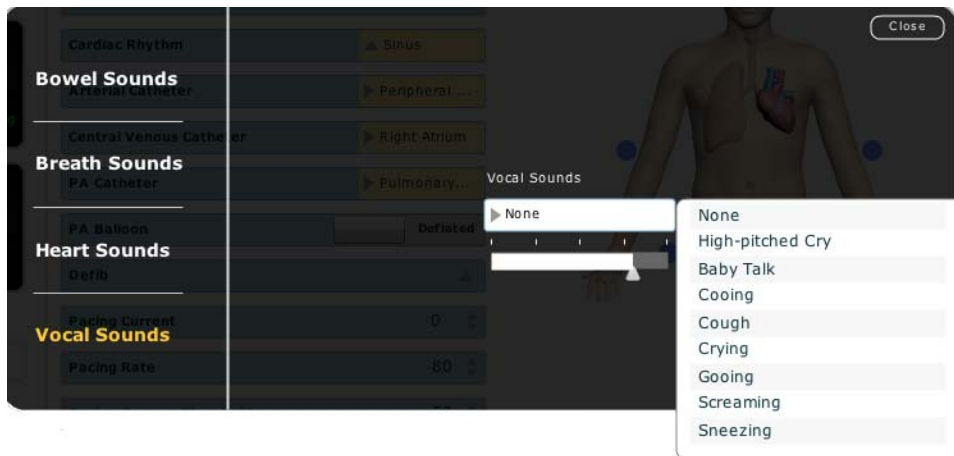 Close
Cardiac Rhythm
Sinus
Bowel Sounds
Arterial Catheter
Peripheral ...
Central Venous Catheter
Right Atrium
Breath Sounds
PA Catheter
Pulmonary...
Vocal Sounds
None
PA Balloon
Deflated
Heart Sounds
Defib
Pacing Current
0
Vocal Sounds
Pacing Rate
80
None
High-pitched Cry
Baby Talk
Cooing
Cough
Crying
Gooing
Screaming
Sneezing